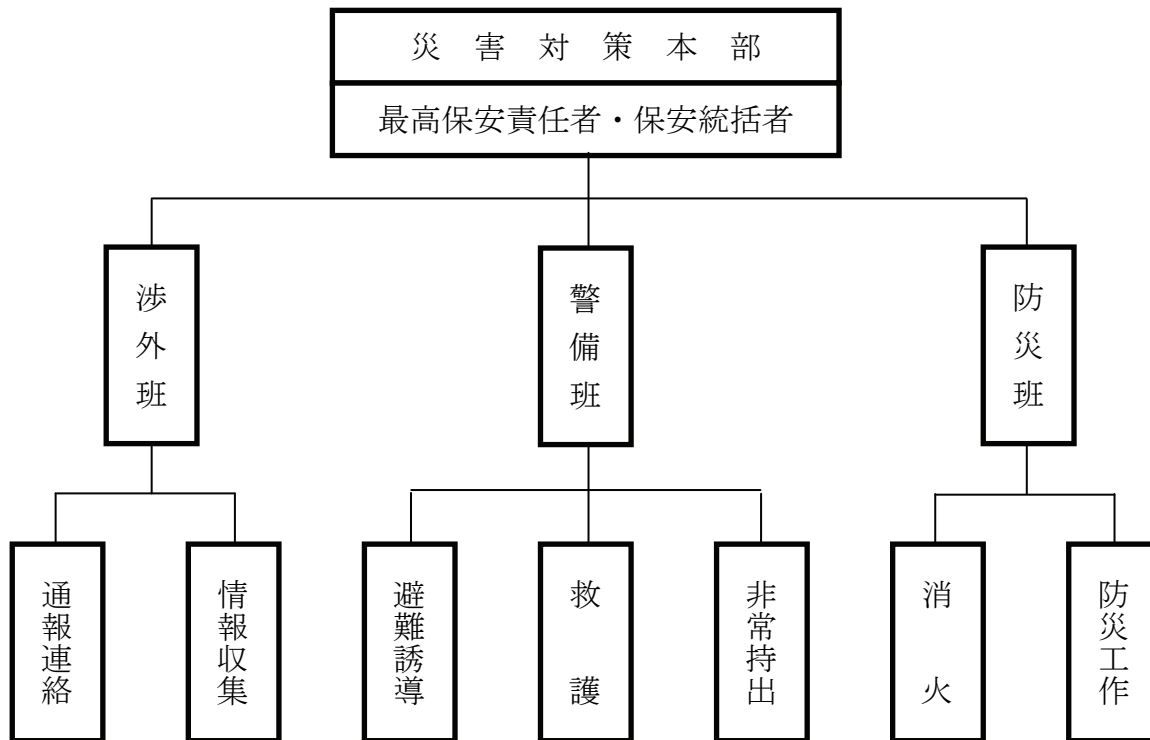 災害対策本部
最高保安責任者・保安統括者
渉外班
警備班
防災班
通報連絡
情報収集
避難誘導
救護
非常持出
消火
防災工作